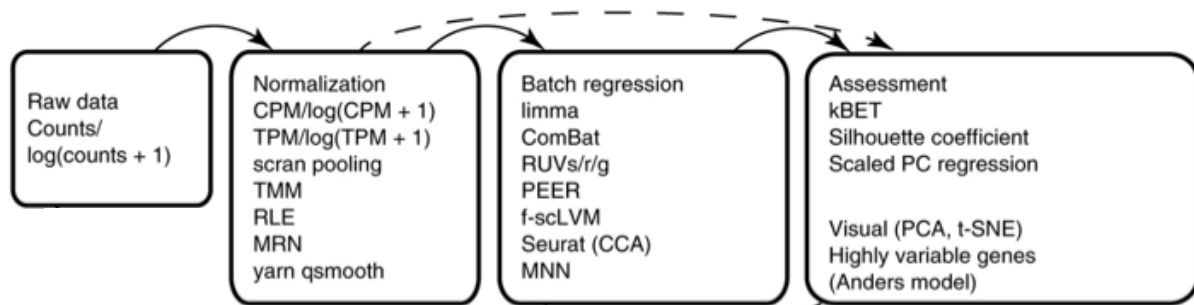 Raw data
Counts/
log(counts + 1)
Normalization
CPM/log(CPM + 1)
TPM/log(TPM + 1)
scran pooling
TMM
RLE
MRN
yarn qsmooth
Batch regression
limma
ComBat
RUVs/r/g
PEER
f-scLVM
Seurat (CCA)
MNN
Assessment
kBET
Silhouette coefficient
Scaled PC regression
Visual (PCA, t-SNE)
Highly variable genes
(Anders model)